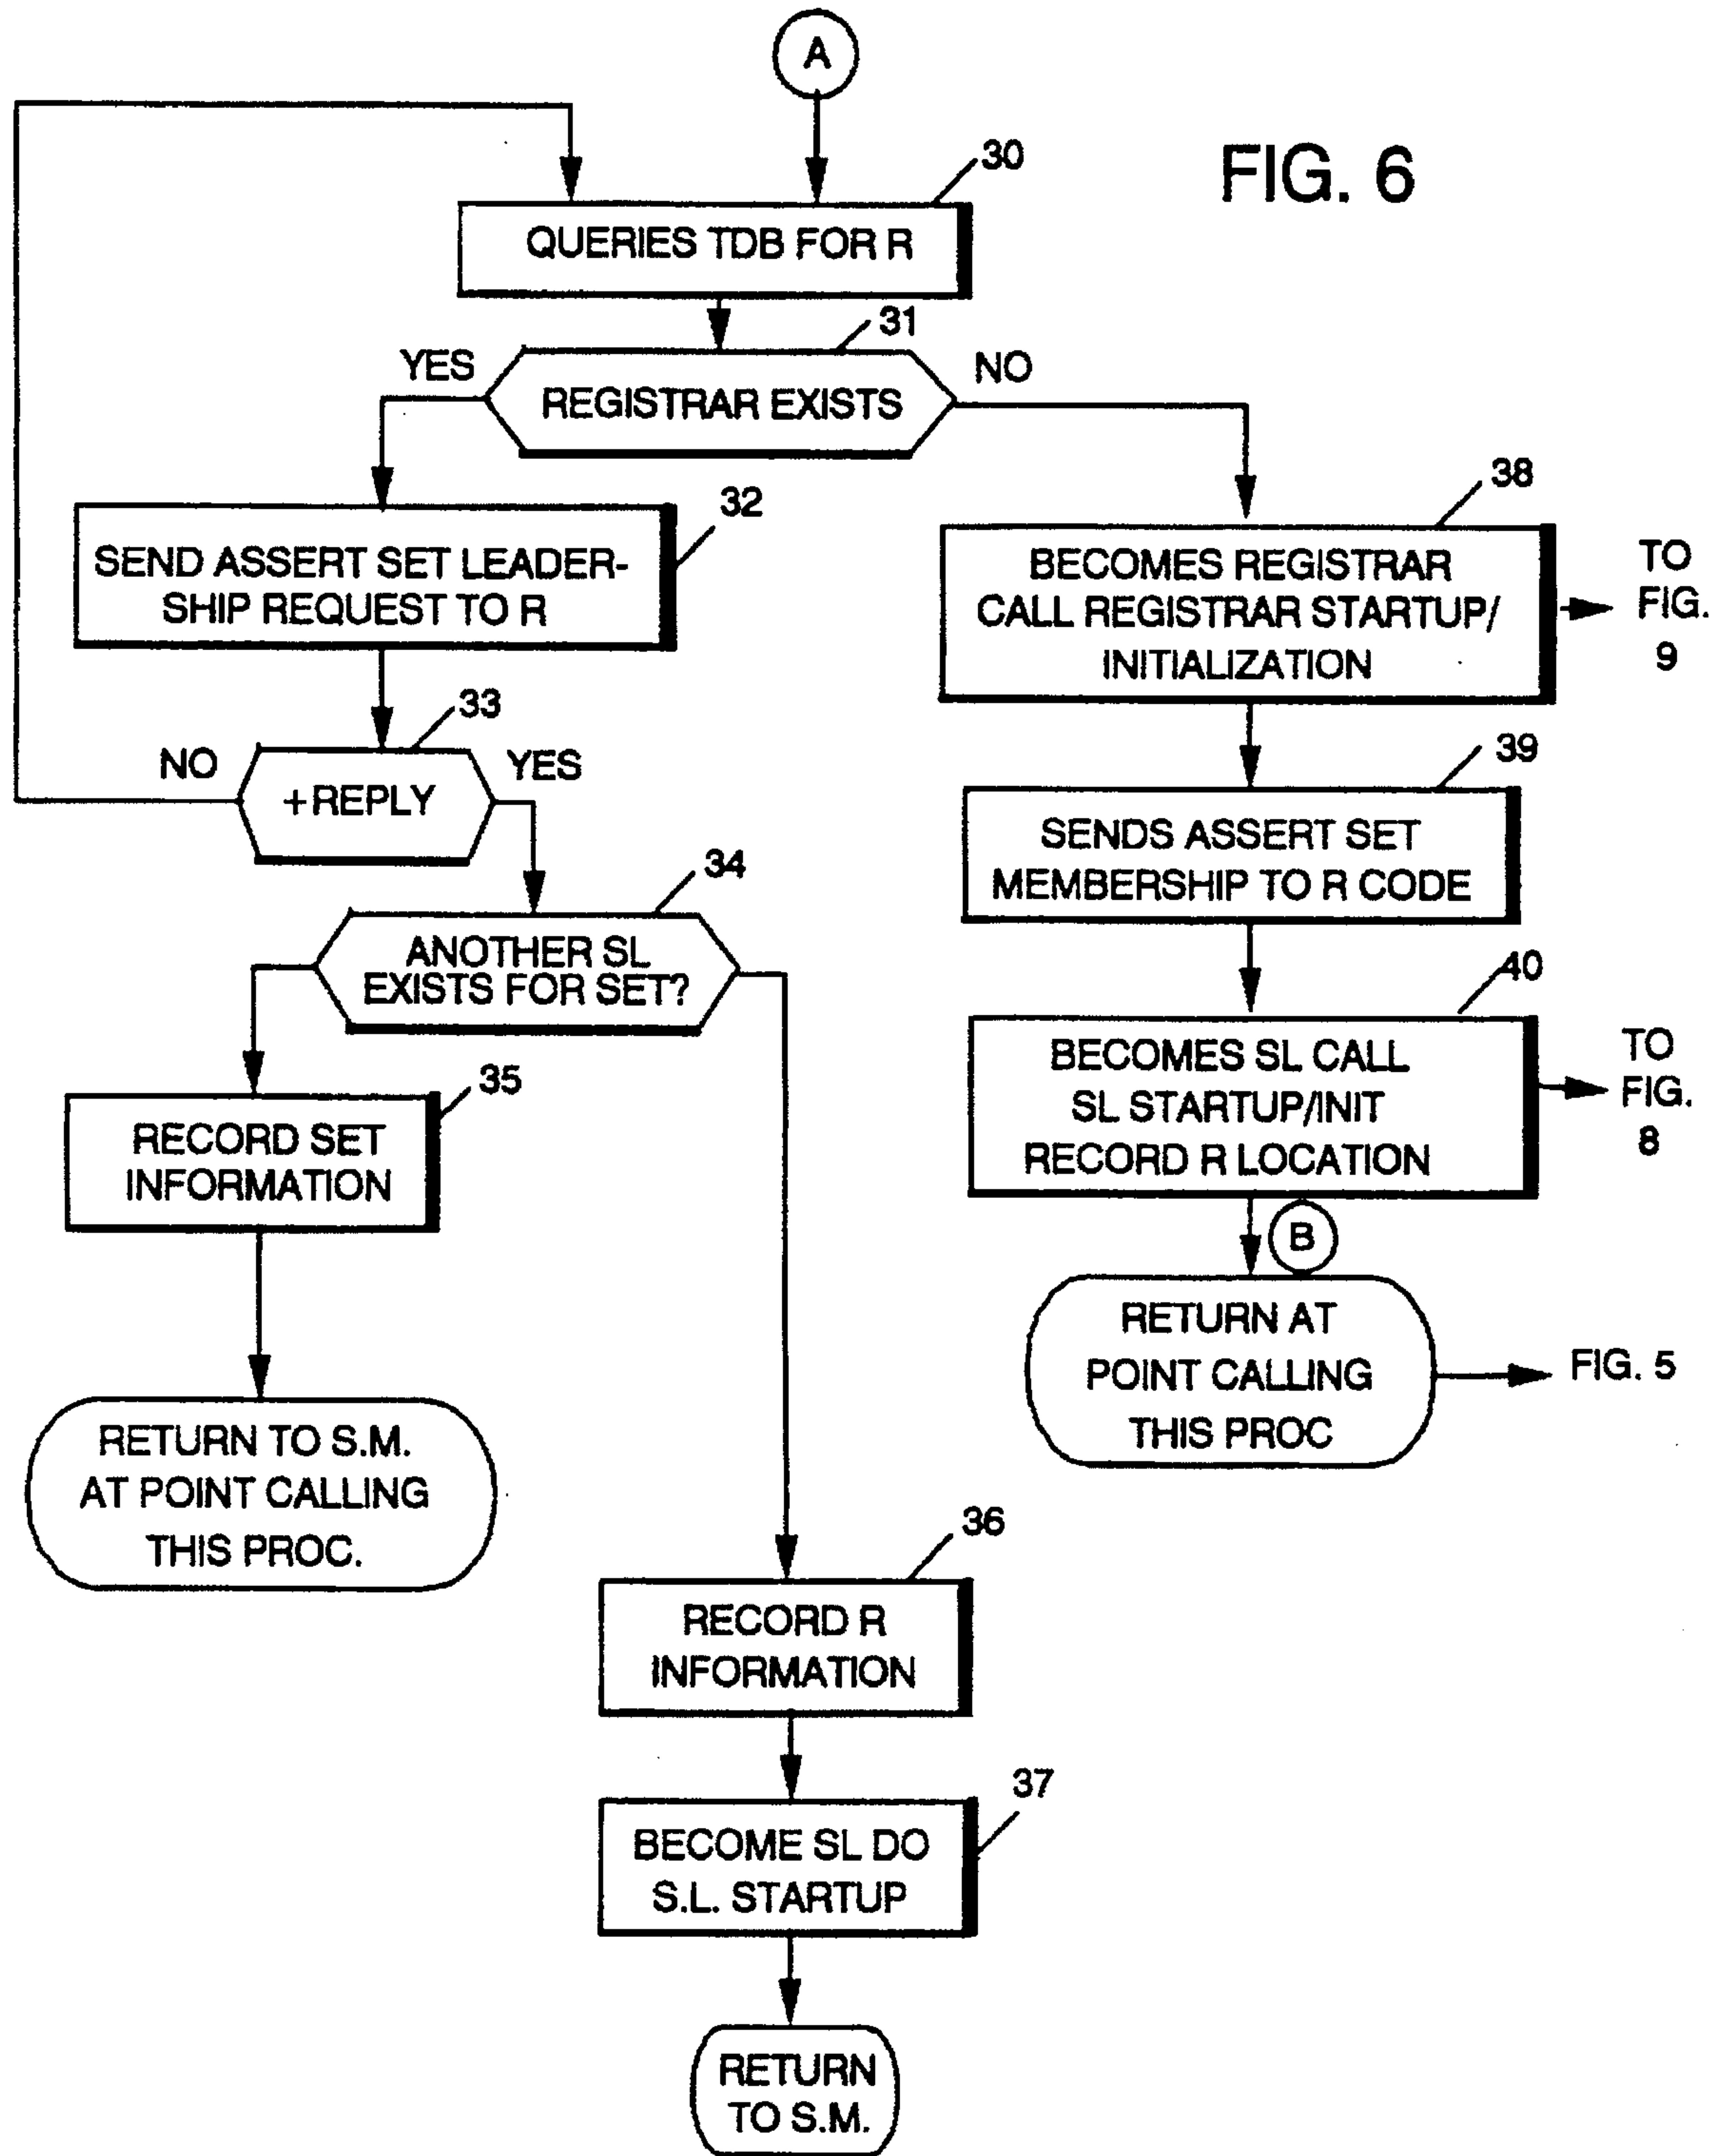 A
FIG. 6
30
QUERIES TDB FOR R
31
YES
NO
REGISTRAR EXISTS
32
SEND ASSERT SET LEADER-
SHIP REQUEST TO R
38
BECOMES REGISTRAR
CALL REGISTRAR STARTUP/
INITIALIZATION
TO
FIG.
9
33
NO
YES
+REPLY
39
SENDS ASSERT SET
MEMBERSHIP TO R CODE
34
ANOTHER SL
EXISTS FOR SET?
40
BECOMES SL CALL
SL STARTUP/INIT
RECORD R LOCATION
TO
FIG.
8
35
RECORD SET
INFORMATION
B
RETURN AT
POINT CALLING
THIS PROC
FIG. 5
RETURN TO S.M.
AT POINT CALLING
THIS PROC.
36
RECORD R
INFORMATION
37
BECOME SL DO
S.L. STARTUP
RETURN
TO S.M.